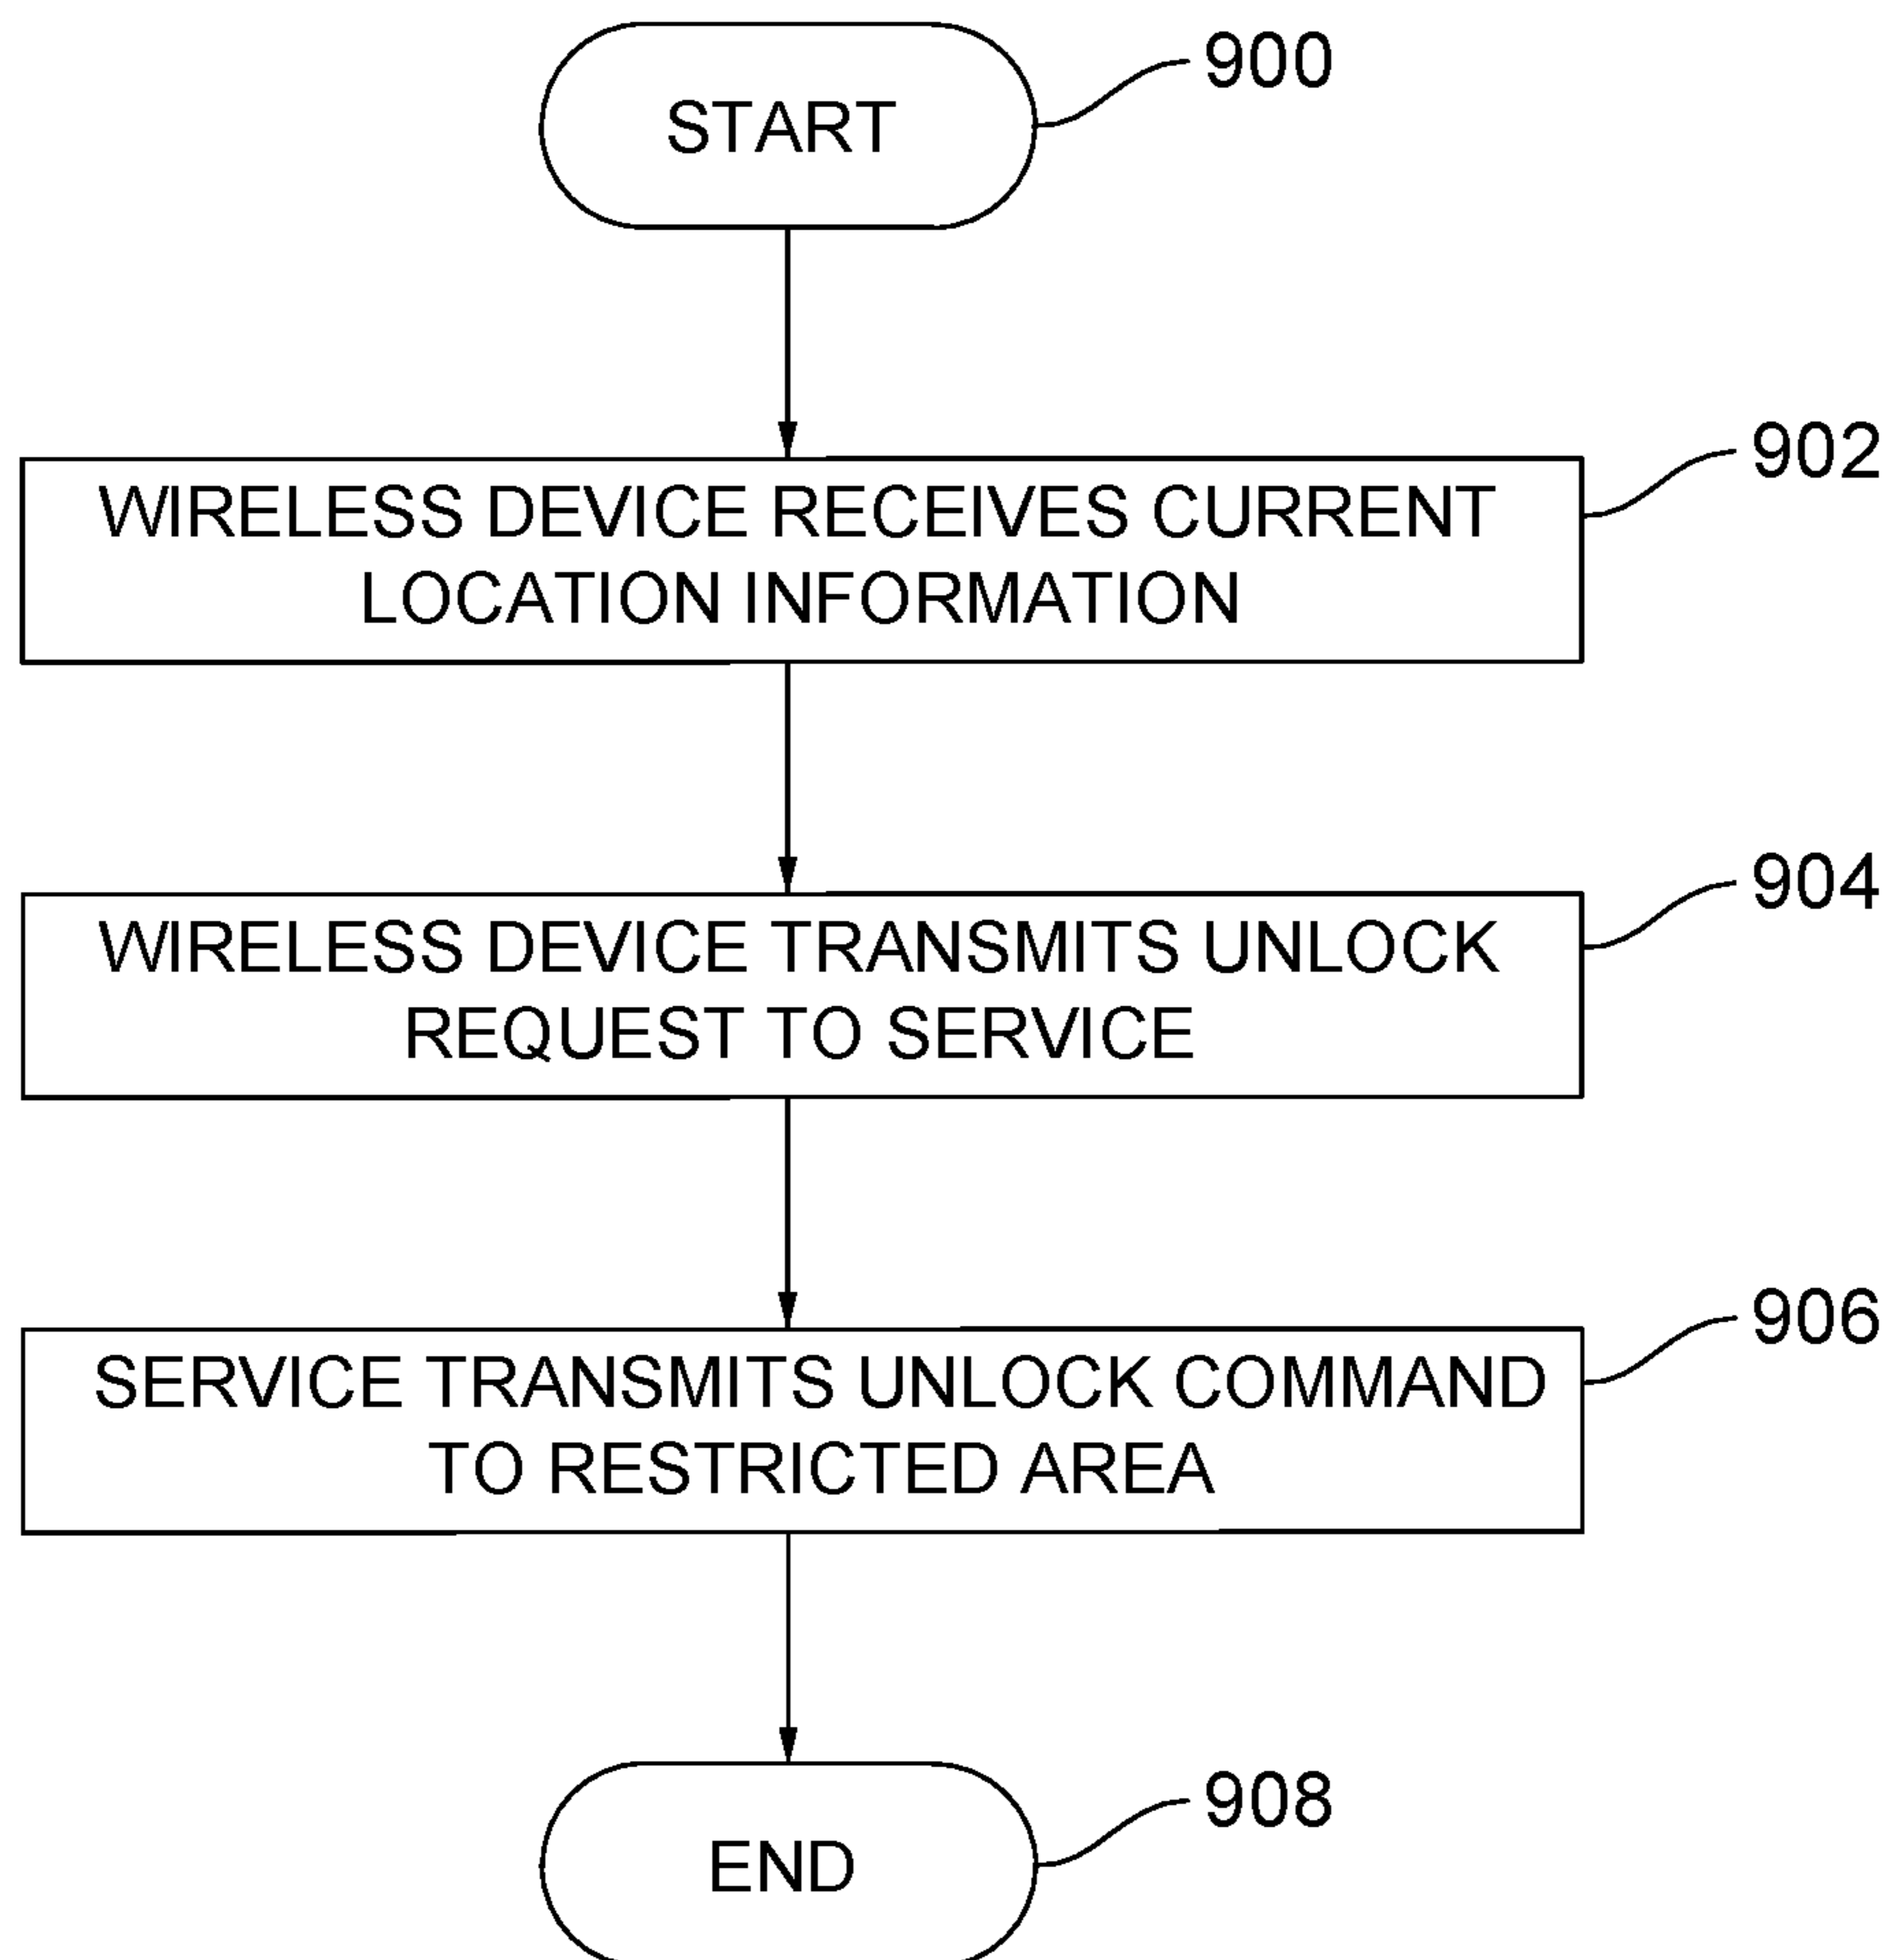 START
900
WIRELESS DEVICE RECEIVES CURRENT
LOCATION INFORMATION
902
WIRELESS DEVICE TRANSMITS UNLOCK
REQUEST TO SERVICE
904
SERVICE TRANSMITS UNLOCK COMMAND
TO RESTRICTED AREA
906
END
908